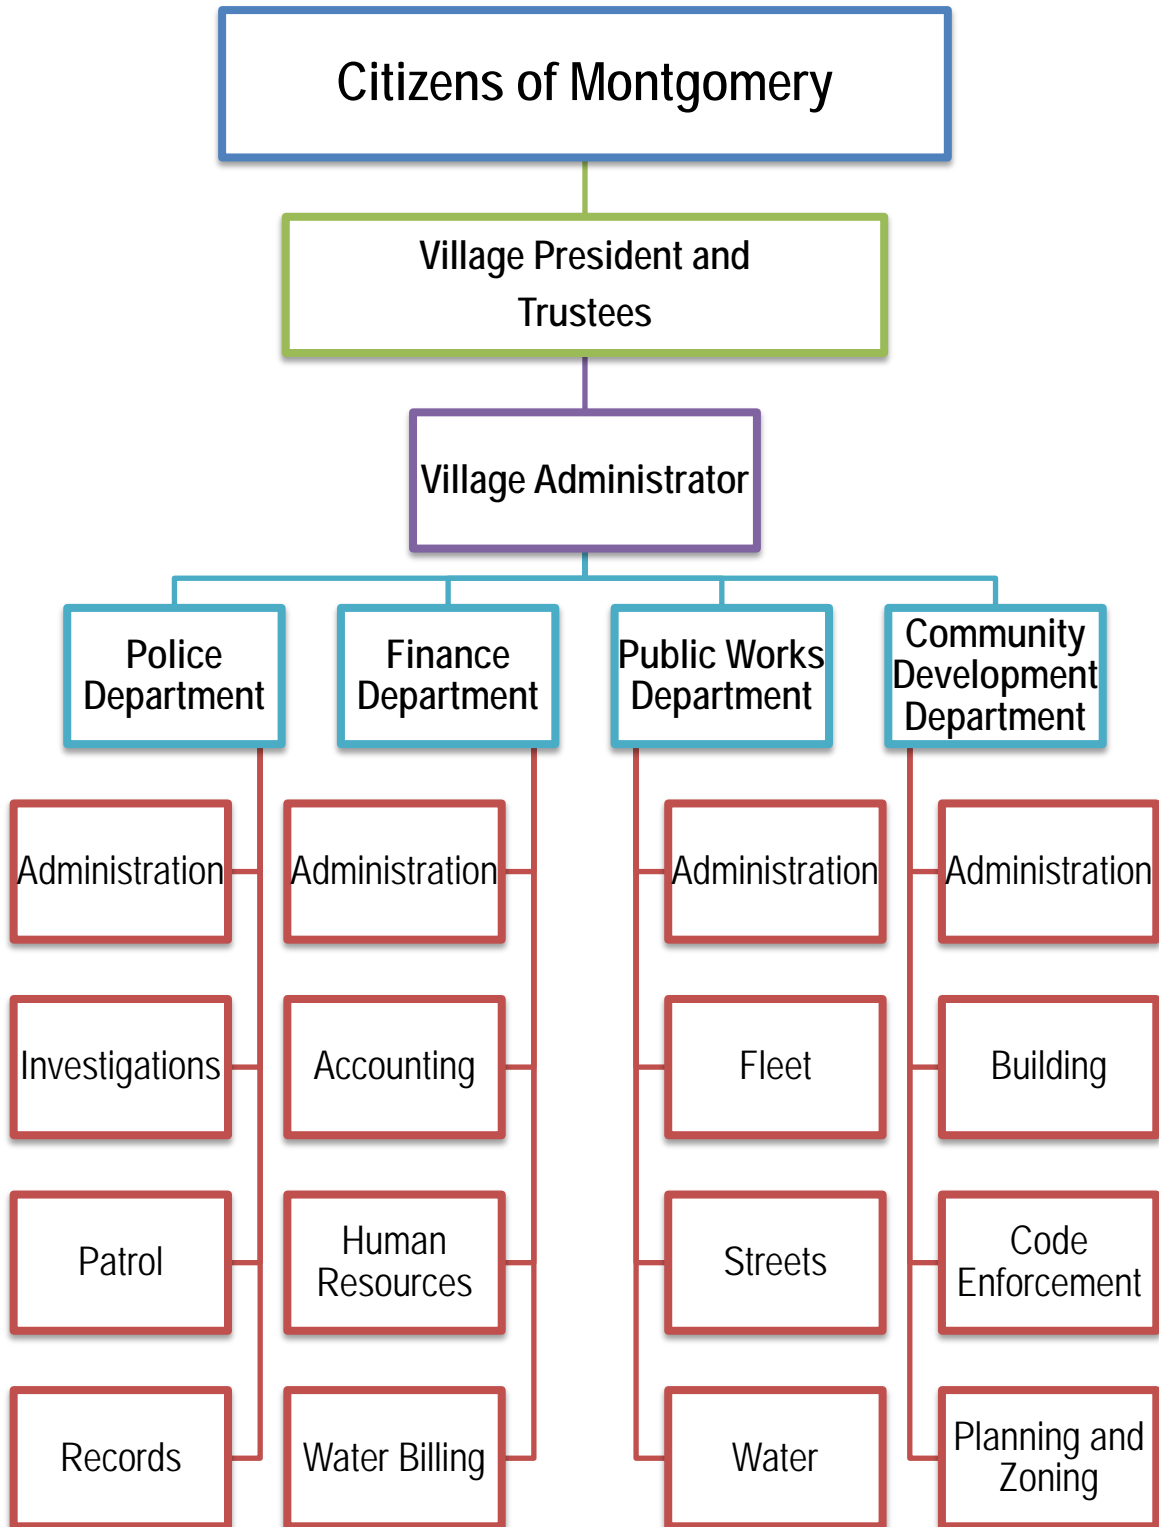 Citizens of Montgomery
Village President and
Trustees
Village Administrator
Police
Department
Finance
Department
Public Works
Department
Community
Development
Department
Administration
Administration
Administration
Administration
Investigations
Accounting
Fleet
Building
Patrol
Human
Resources
Streets
Code
Enforcement
Records
Water Billing
Water
Planning and
Zoning